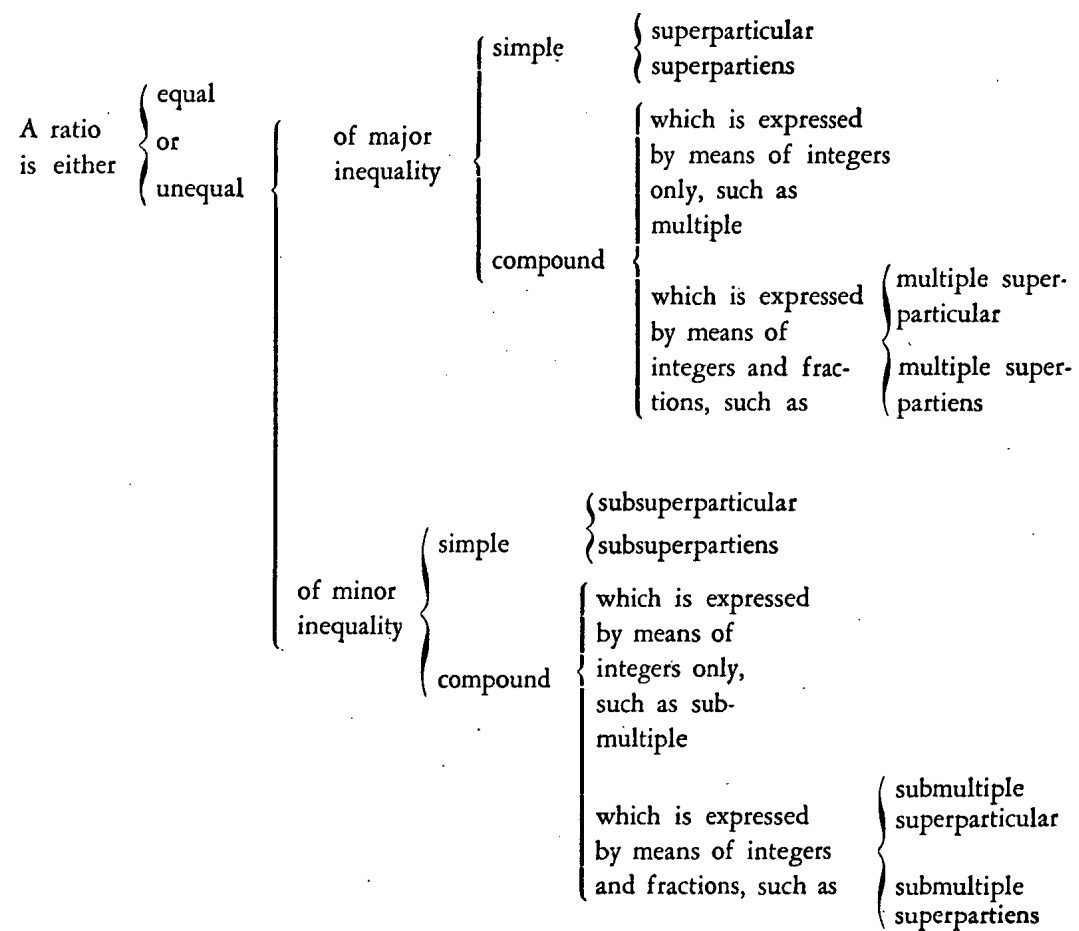 A ratio
is either
equal
or
unequal
of major
inequality
simple
superparticular
superpartiens
compound
which is expressed
by means of integers
only, such as
multiple
which is expressed
by means of
integers and frac-
tions, such as
multiple super-
particular
multiple super-
partiens
of minor
inequality
simple
subsuperparticular
subsuperpartiens
compound
which is expressed
by means of
integers only,
such as sub-
multiple
which is expressed
by means of integers
and fractions, such as
submultiple
superparticular
submultiple
superpartiens